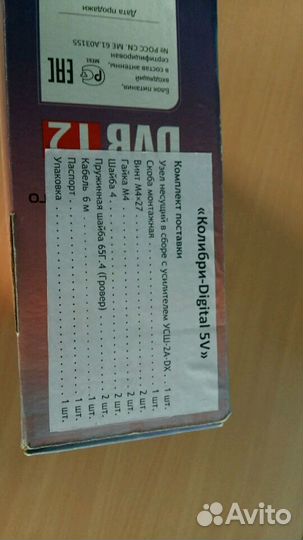 «Колибри-Digital 5V»
Комплект поставки
Узел несущий в сборе с усилителем УСШ-2А-DX . 1 шт.
Скоба монтажная . . . . . . . . . . . . . . . . 1 шт.
Винт М4×27 . . . . . . . . . . . . . . . . . . 2 шт.
Гайка М4 . . . . . . . . . . . . . . . . . . . 2 шт.
Шайба 4 . . . . . . . . . . . . . . . . . . . . 2 шт.
Пружинная шайба 65Г.4 (Гровер) . . . . . . . . 2 шт.
Кабель 6 м . . . . . . . . . . . . . . . . . . 1 шт.
Паспорт . . . . . . . . . . . . . . . . . . . . 1 шт.
Упаковка . . . . . . . . . . . . . . . . . . . 1 шт.
DVB T2
Блок питания,
входящий
в состав антенны,
сертифицирован
№ РОСС CN. ME 61.A03155
Дата продажи
ЕАС
Avito